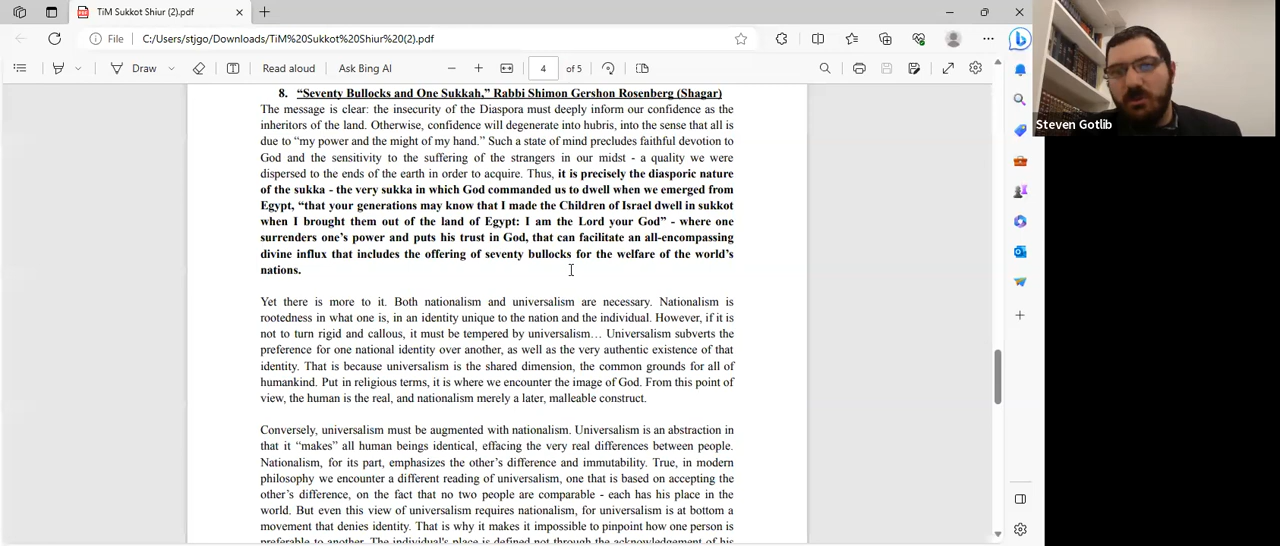 TiM Sukkot Shiur (2).pdf
File
C:/Users/stjgo/Downloads/TiM%20Sukkot%20Shiur%20(2).pdf
Draw
Read aloud
Ask Bing AI
4
of 5
Steven Gotlib
8. “Seventy Bullocks and One Sukkah,” Rabbi Shimon Gershon Rosenberg (Shagar)
The message is clear: the insecurity of the Diaspora must deeply inform our confidence as the
inheritors of the land. Otherwise, confidence will degenerate into hubris, into the sense that all is
due to “my power and the might of my hand.” Such a state of mind precludes faithful devotion to
God and the sensitivity to the suffering of the strangers in our midst - a quality we were
dispersed to the ends of the earth in order to acquire. Thus, it is precisely the diasporic nature
of the sukka - the very sukka in which God commanded us to dwell when we emerged from
Egypt, “that your generations may know that I made the Children of Israel dwell in sukkot
when I brought them out of the land of Egypt: I am the Lord your God” - where one
surrenders one’s power and puts his trust in God, that can facilitate an all-encompassing
divine influx that includes the offering of seventy bullocks for the welfare of the world’s
nations.
Yet there is more to it. Both nationalism and universalism are necessary. Nationalism is
rootedness in what one is, in an identity unique to the nation and the individual. However, if it is
not to turn rigid and callous, it must be tempered by universalism… Universalism subverts the
preference for one national identity over another, as well as the very authentic existence of that
identity. That is because universalism is the shared dimension, the common grounds for all of
humankind. Put in religious terms, it is where we encounter the image of God. From this point of
view, the human is the real, and nationalism merely a later, malleable construct.
Conversely, universalism must be augmented with nationalism. Universalism is an abstraction in
that it “makes” all human beings identical, effacing the very real differences between people.
Nationalism, for its part, emphasizes the other’s difference and immutability. True, in modern
philosophy we encounter a different reading of universalism, one that is based on accepting the
other’s difference, on the fact that no two people are comparable - each has his place in the
world. But even this view of universalism requires nationalism, for universalism is at bottom a
movement that denies identity. That is why it makes it impossible to pinpoint how one person is
preferable to another. The individual's place is defined not through the acknowledgement of his